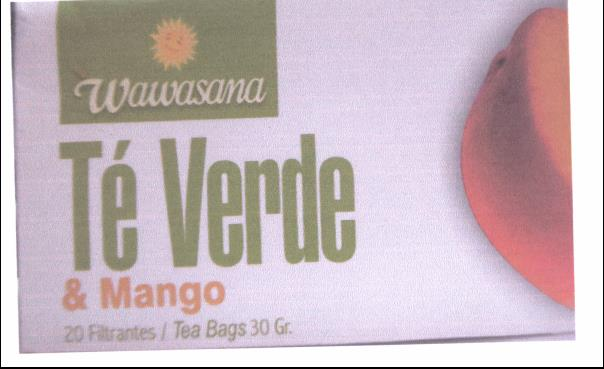 Wawasana
Té Verde
& Mango
20 Filtrantes / Tea Bags 30 Gr.